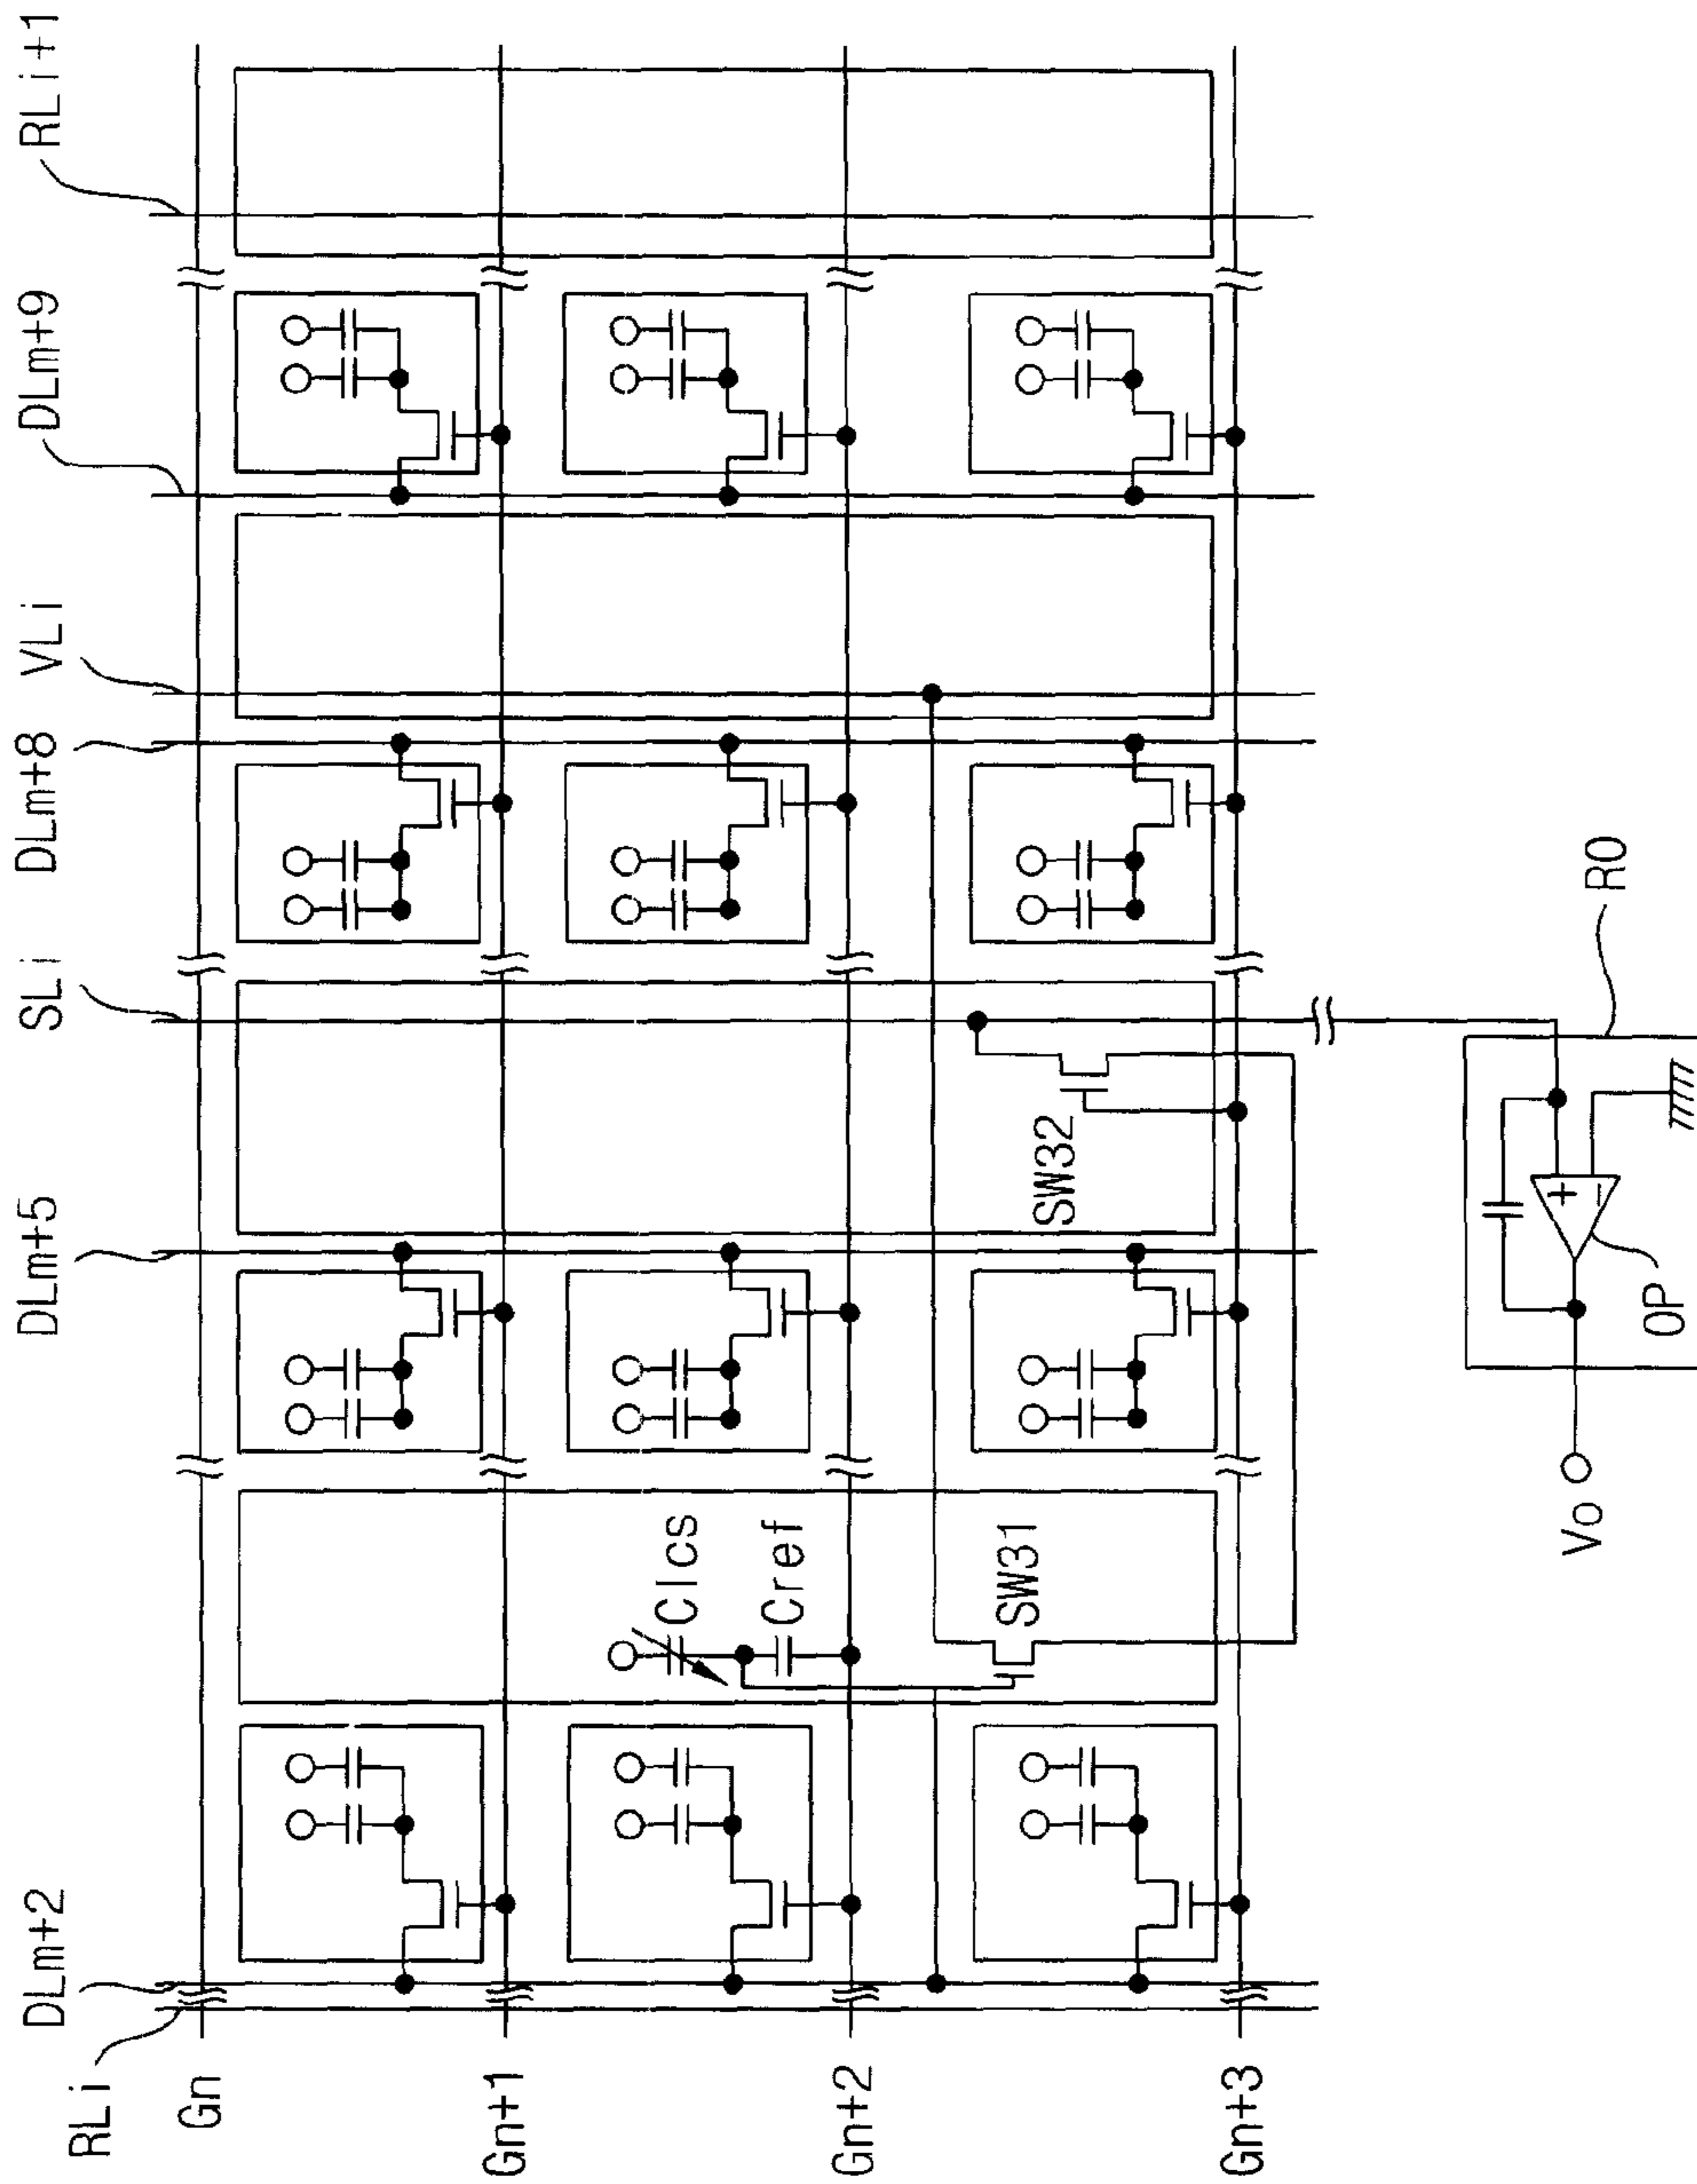 RLi
DLm+2
DLm+5
SLi
DLm+8
VLi
DLm+9
RLi+1
Gn
Gn+1
Clcs
Cref
Gn+2
SW31
SW32
Gn+3
RO
+
−
OP
Vo